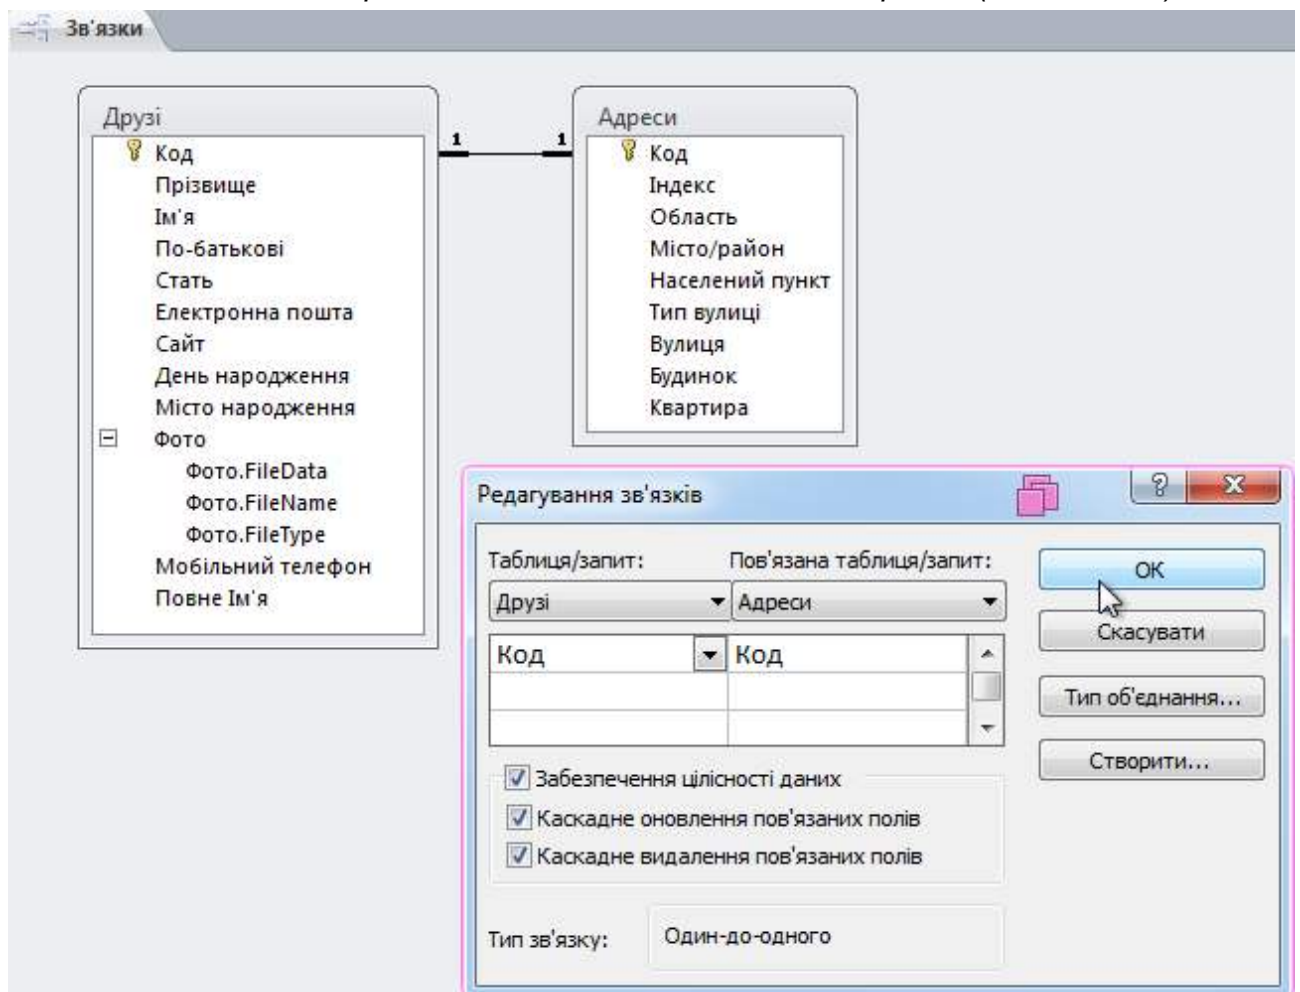 Зв'язки
Друзі
Код
Прізвище
Ім'я
По-батькові
Стать
Електронна пошта
Сайт
День народження
Місто народження
Фото
Фото.FileData
Фото.FileName
Фото.FileType
Мобільний телефон
Повне Ім'я
1 1
Адреси
Код
Індекс
Область
Місто/район
Населений пункт
Тип вулиці
Вулиця
Будинок
Квартира
Редагування зв'язків
Таблиця/запит: Пов'язана таблиця/запит:
Друзі Адреси
Код Код
ОК
Скасувати
Тип об'єднання...
Створити...
Забезпечення цілісності даних
Каскадне оновлення пов'язаних полів
Каскадне видалення пов'язаних полів
Тип зв'язку: Один-до-одного